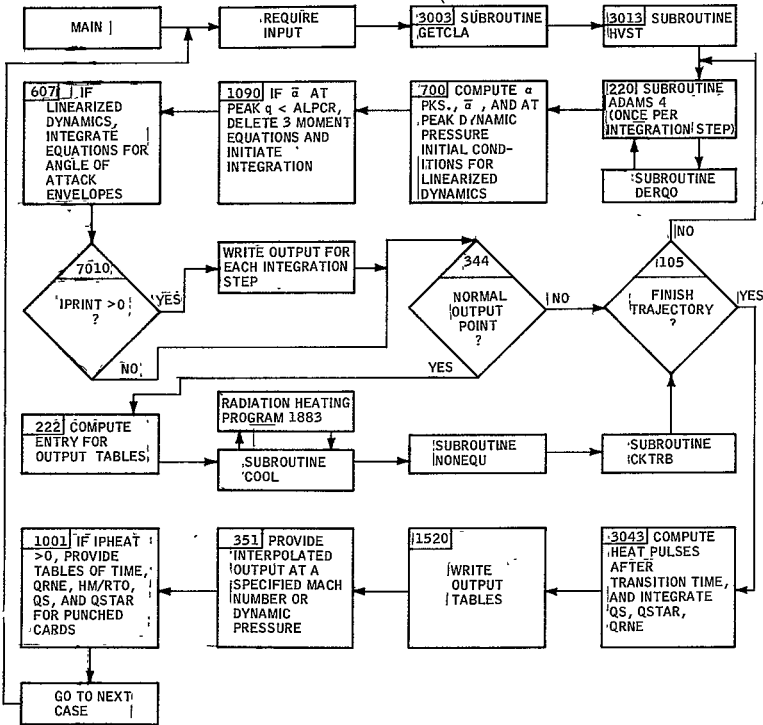 MAIN
REQUIRE
INPUT
3003 SUBROUTINE
GETCLA
3013 SUBROUTINE
HVST
607 IF
LINEARIZED
DYNAMICS,
INTEGRATE
EQUATIONS FOR
ANGLE OF
ATTACK
ENVELOPES
1090 IF ā AT
PEAK q < ALPCR,
DELETE 3 MOMENT
EQUATIONS AND
INITIATE
INTEGRATION
700 COMPUTE α
PKS., ā, AND AT
PEAK DYNAMIC
PRESSURE
INITIAL COND-
ITIONS FOR
LINEARIZED
DYNAMICS
220 SUBROUTINE
ADAMS 4
(ONCE PER
INTEGRATION STEP)
SUBROUTINE
DERQO
NO
7010
IPRINT >0
?
YES
NO
WRITE OUTPUT FOR
EACH INTEGRATION
STEP
344
NORMAL
OUTPUT
POINT
?
NO
YES
105
FINISH
TRAJECTORY
?
YES
222 COMPUTE
ENTRY FOR
OUTPUT TABLES
RADIATION HEATING
PROGRAM 1883
SUBROUTINE
COOL
SUBROUTINE
NONEQU
SUBROUTINE
CKTRB
1001 IF IPHEAT
>0, PROVIDE
TABLES OF TIME,
QRNE, HM/RTO,
QS, AND QSTAR
FOR PUNCHED
CARDS
351 PROVIDE
INTERPOLATED
OUTPUT AT A
SPECIFIED MACH
NUMBER OR
DYNAMIC
PRESSURE
1520
WRITE
OUTPUT
TABLES
3043 COMPUTE
HEAT PULSES
AFTER
TRANSITION TIME,
AND INTEGRATE
QS, QSTAR,
QRNE
GO TO NEXT
CASE